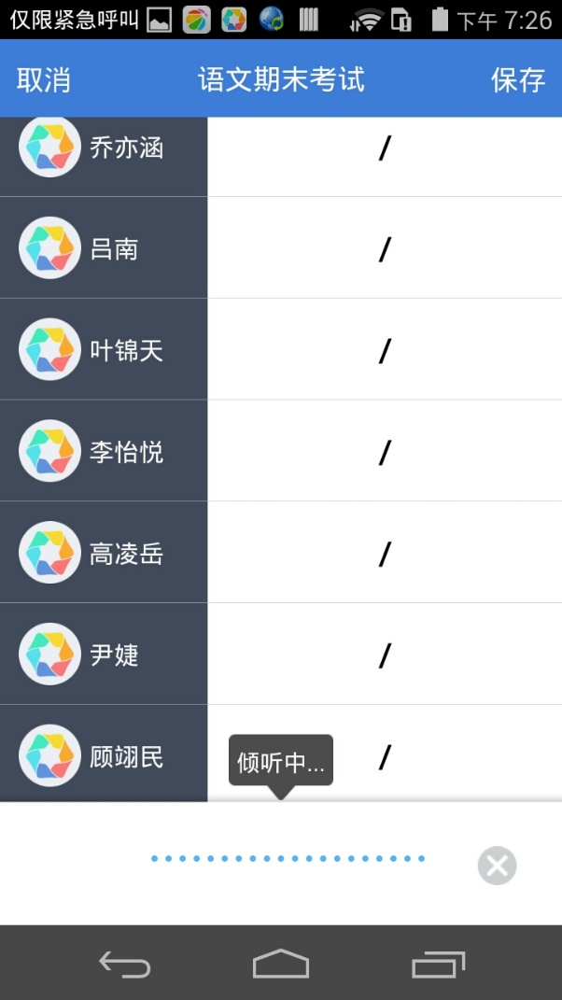 仅限紧急呼叫 下午 7:26
取消 语文期末考试 保存
乔亦涵 /
吕南 /
叶锦天 /
李怡悦 /
高凌岳 /
尹婕 /
顾翊民 /
倾听中...